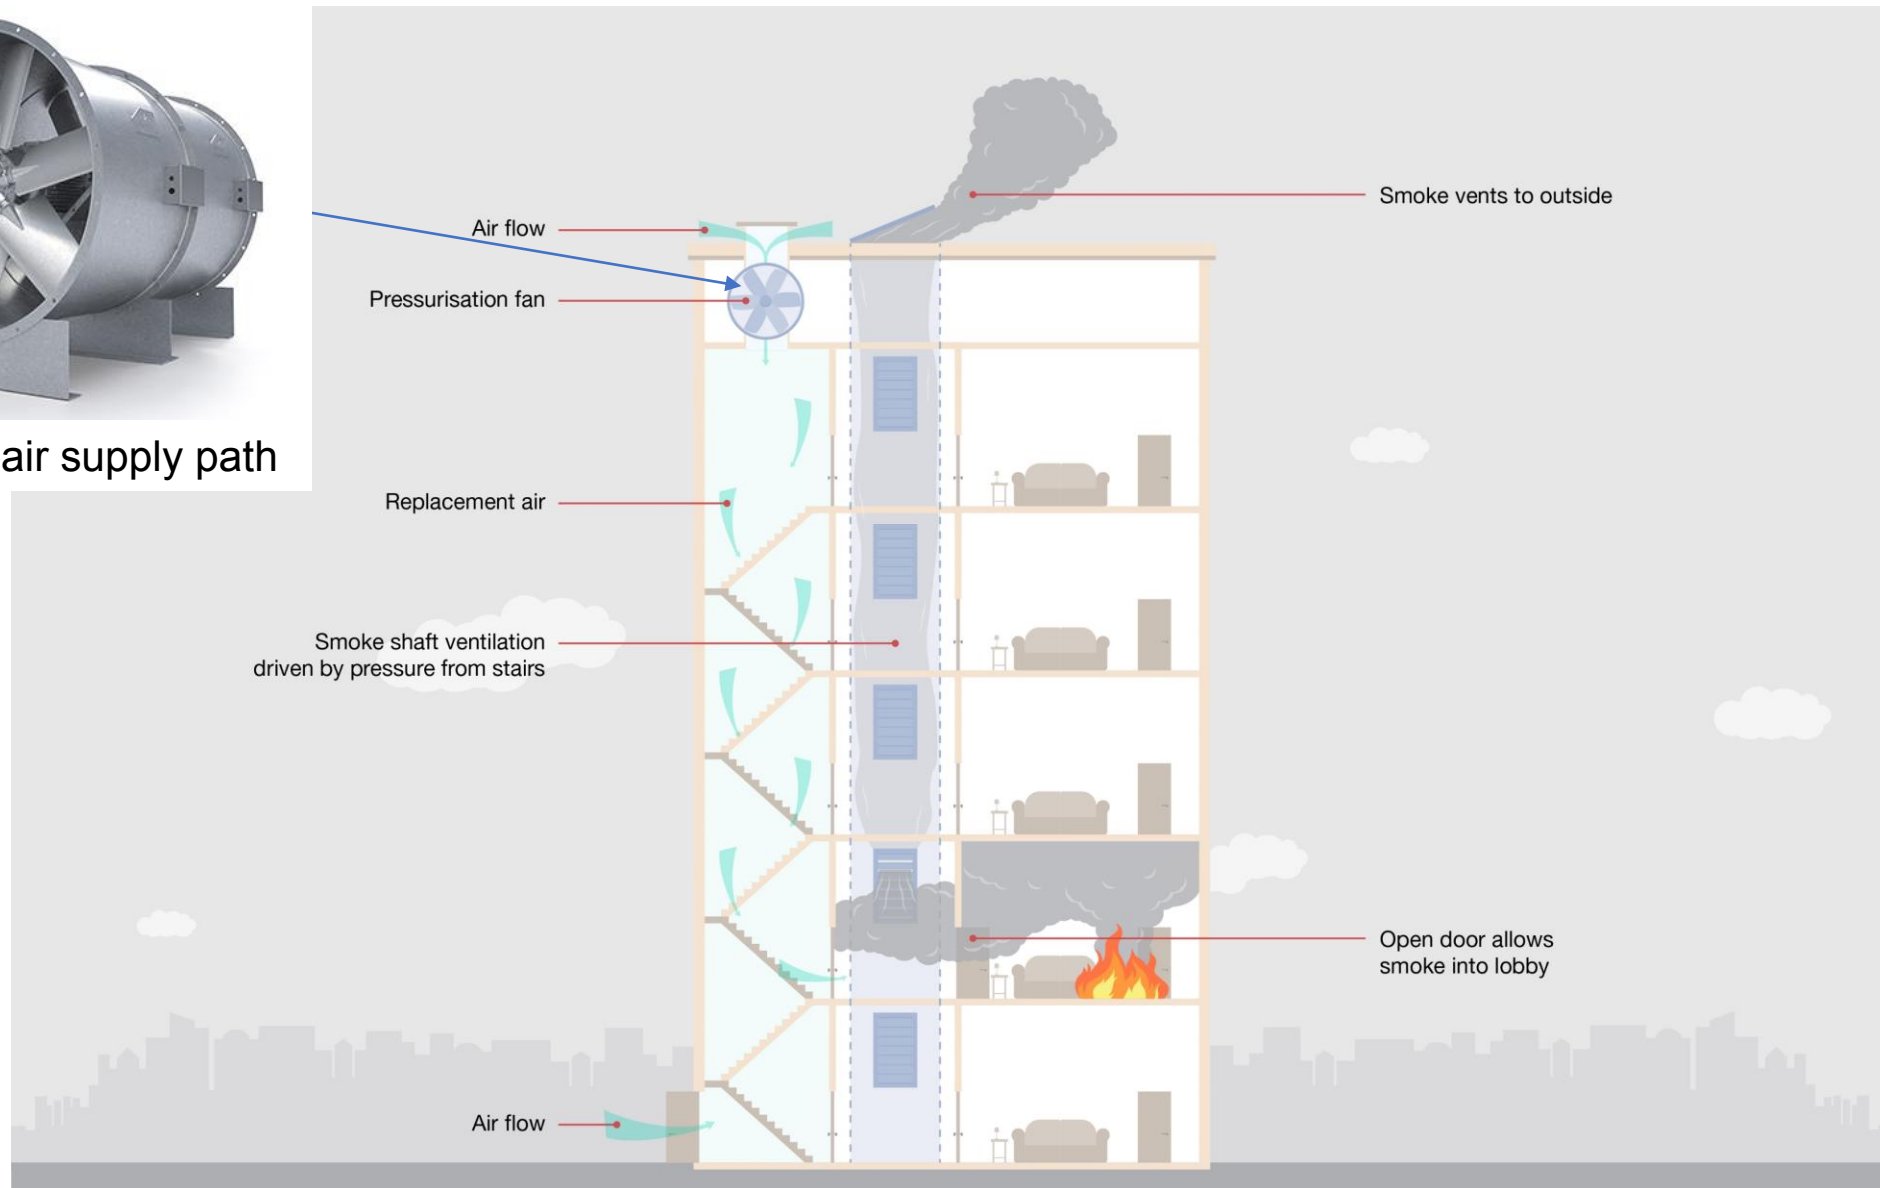 air supply path
Smoke vents to outside
Air flow
Pressurisation fan
Replacement air
Smoke shaft ventilation
driven by pressure from stairs
Open door allows
smoke into lobby
Air flow